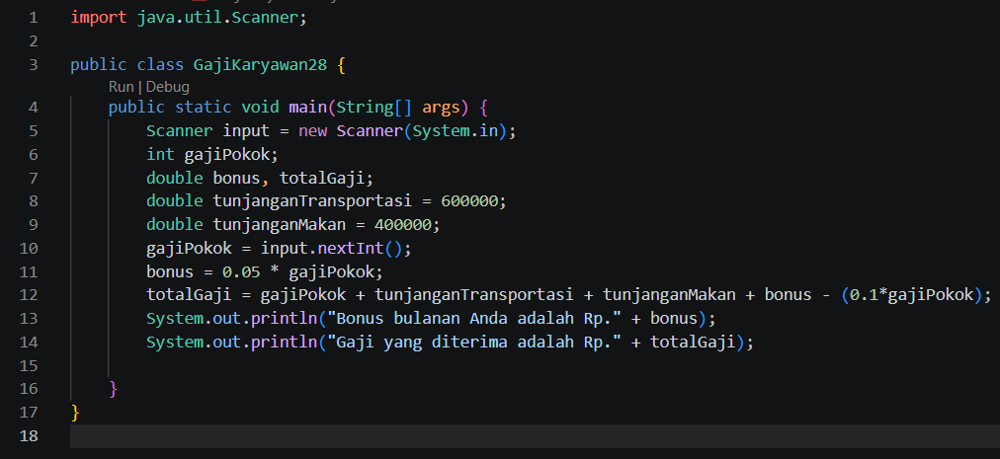 1 import java.util.Scanner;
2
3 public class GajiKaryawan28 {
Run | Debug
4 public static void main(String[] args) {
5 Scanner input = new Scanner(System.in);
6 int gajiPokok;
7 double bonus, totalGaji;
8 double tunjanganTransportasi = 600000;
9 double tunjanganMakan = 400000;
10 gajiPokok = input.nextInt();
11 bonus = 0.05 * gajiPokok;
12 totalGaji = gajiPokok + tunjanganTransportasi + tunjanganMakan + bonus - (0.1*gajiPokok);
13 System.out.println("Bonus bulanan Anda adalah Rp." + bonus);
14 System.out.println("Gaji yang diterima adalah Rp." + totalGaji);
15
16 }
17 }
18